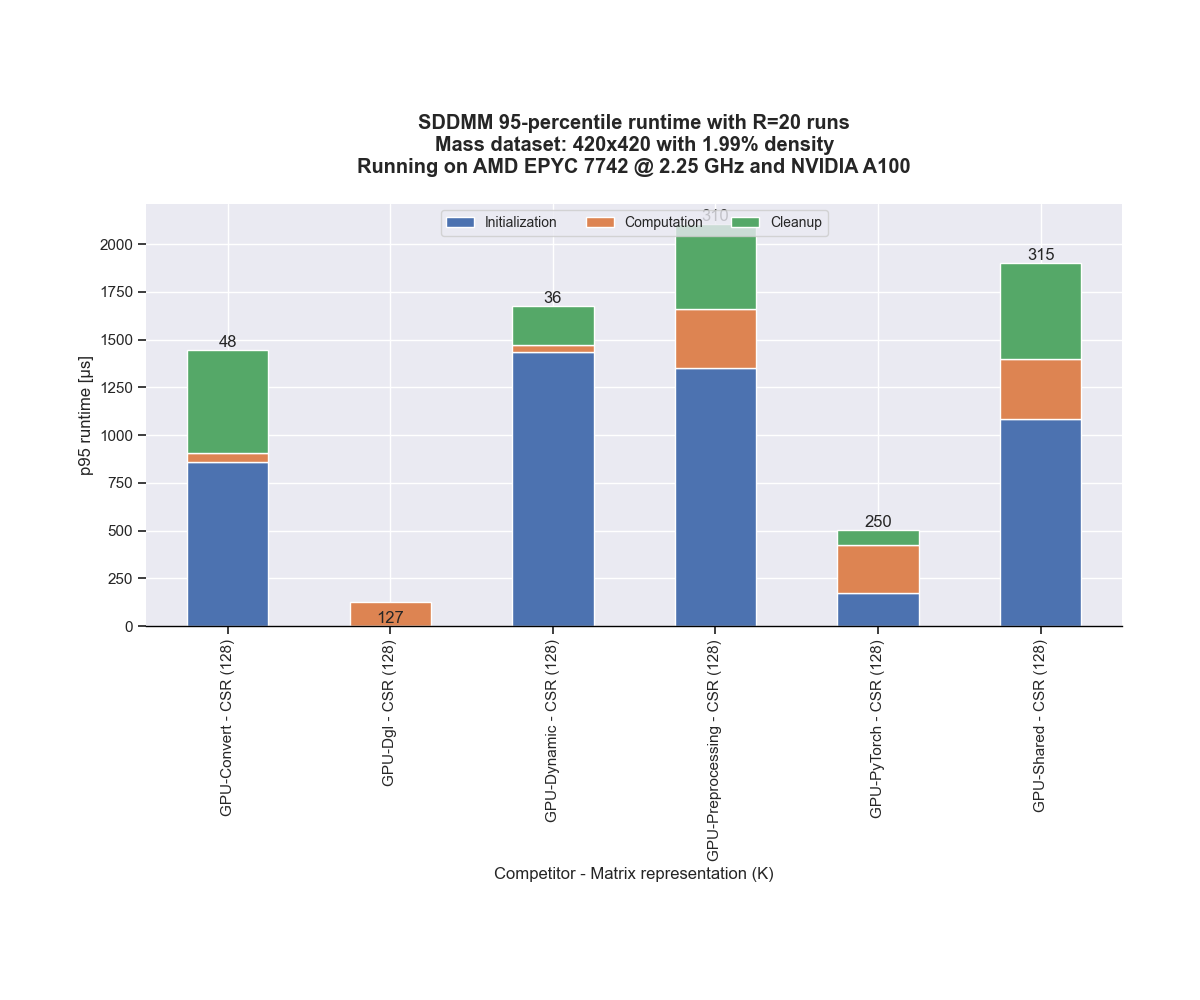 SDDMM 95-percentile runtime with R=20 runs
Mass dataset: 420x420 with 1.99% density
Running on AMD EPYC 7742 @ 2.25 GHz and NVIDIA A100
310
Initialization Computation Cleanup
2000
1750
1500
1250
1000
750
500
250
0
p95 runtime [µs]
48
127
36
250
315
GPU-Convert - CSR (128)
GPU-Dgl - CSR (128)
GPU-Dynamic - CSR (128)
GPU-Preprocessing - CSR (128)
GPU-PyTorch - CSR (128)
GPU-Shared - CSR (128)
Competitor - Matrix representation (K)